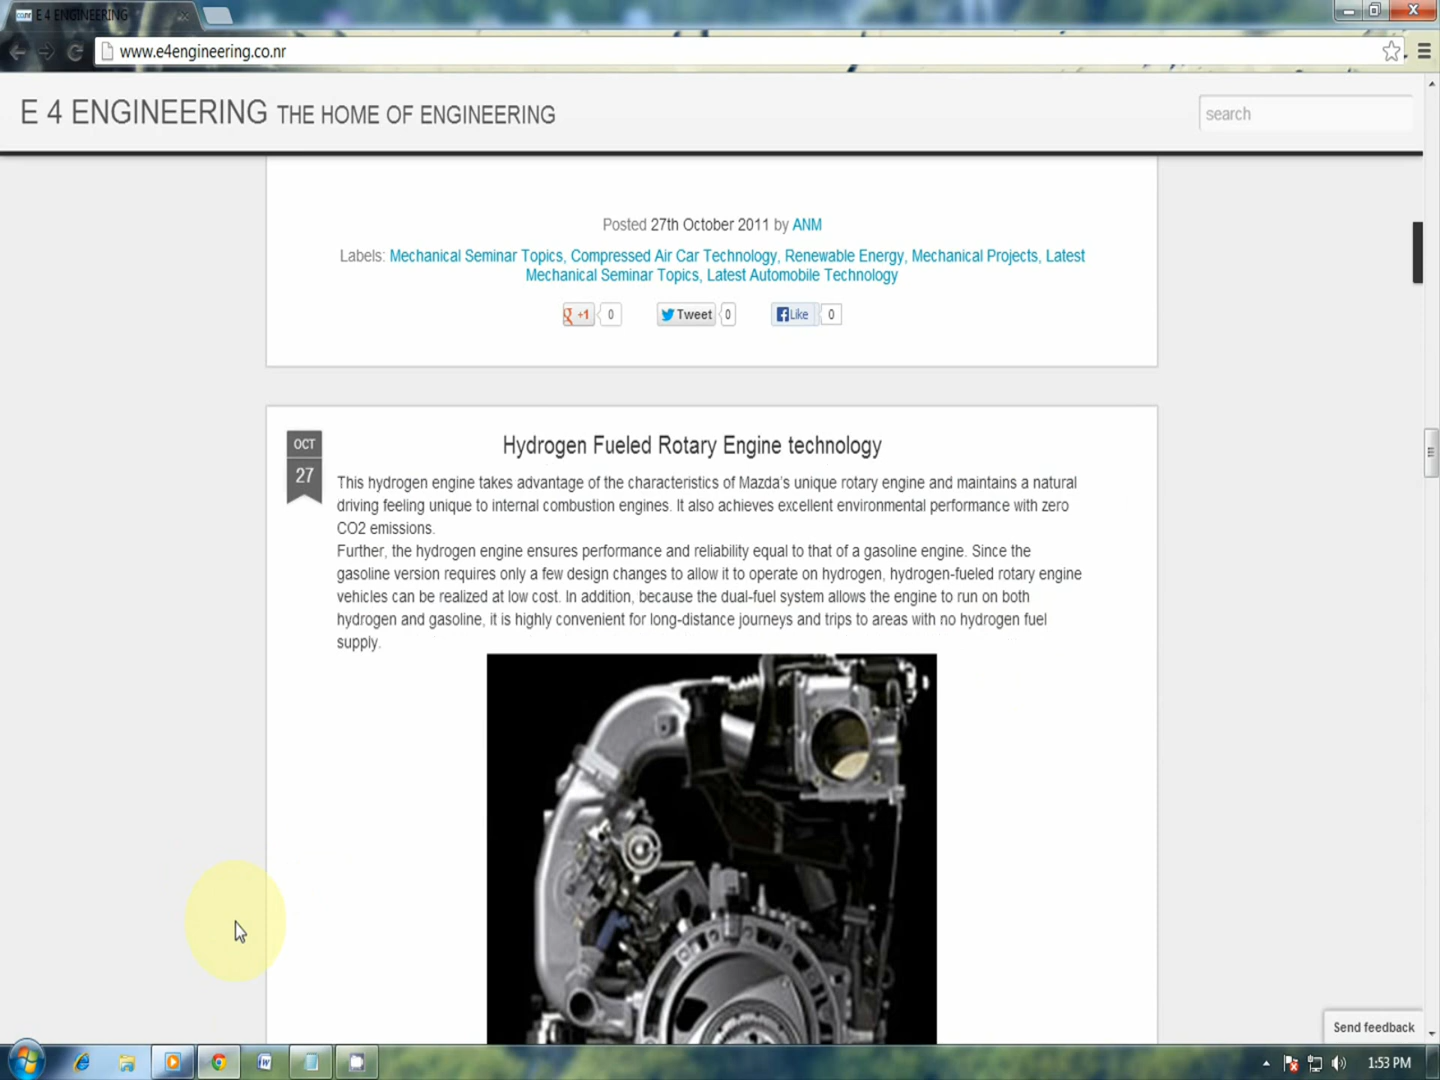 E 4 ENGINEERING
www.e4engineering.co.nr
E 4 ENGINEERING THE HOME OF ENGINEERING
search
Posted 27th October 2011 by ANM
Labels: Mechanical Seminar Topics, Compressed Air Car Technology, Renewable Energy, Mechanical Projects, Latest
Mechanical Seminar Topics, Latest Automobile Technology
+1 0 Tweet 0 Like 0
OCT
27
Hydrogen Fueled Rotary Engine technology
This hydrogen engine takes advantage of the characteristics of Mazda's unique rotary engine and maintains a natural
driving feeling unique to internal combustion engines. It also achieves excellent environmental performance with zero
CO2 emissions.
Further, the hydrogen engine ensures performance and reliability equal to that of a gasoline engine. Since the
gasoline version requires only a few design changes to allow it to operate on hydrogen, hydrogen-fueled rotary engine
vehicles can be realized at low cost. In addition, because the dual-fuel system allows the engine to run on both
hydrogen and gasoline, it is highly convenient for long-distance journeys and trips to areas with no hydrogen fuel
supply.
Send feedback
1:53 PM